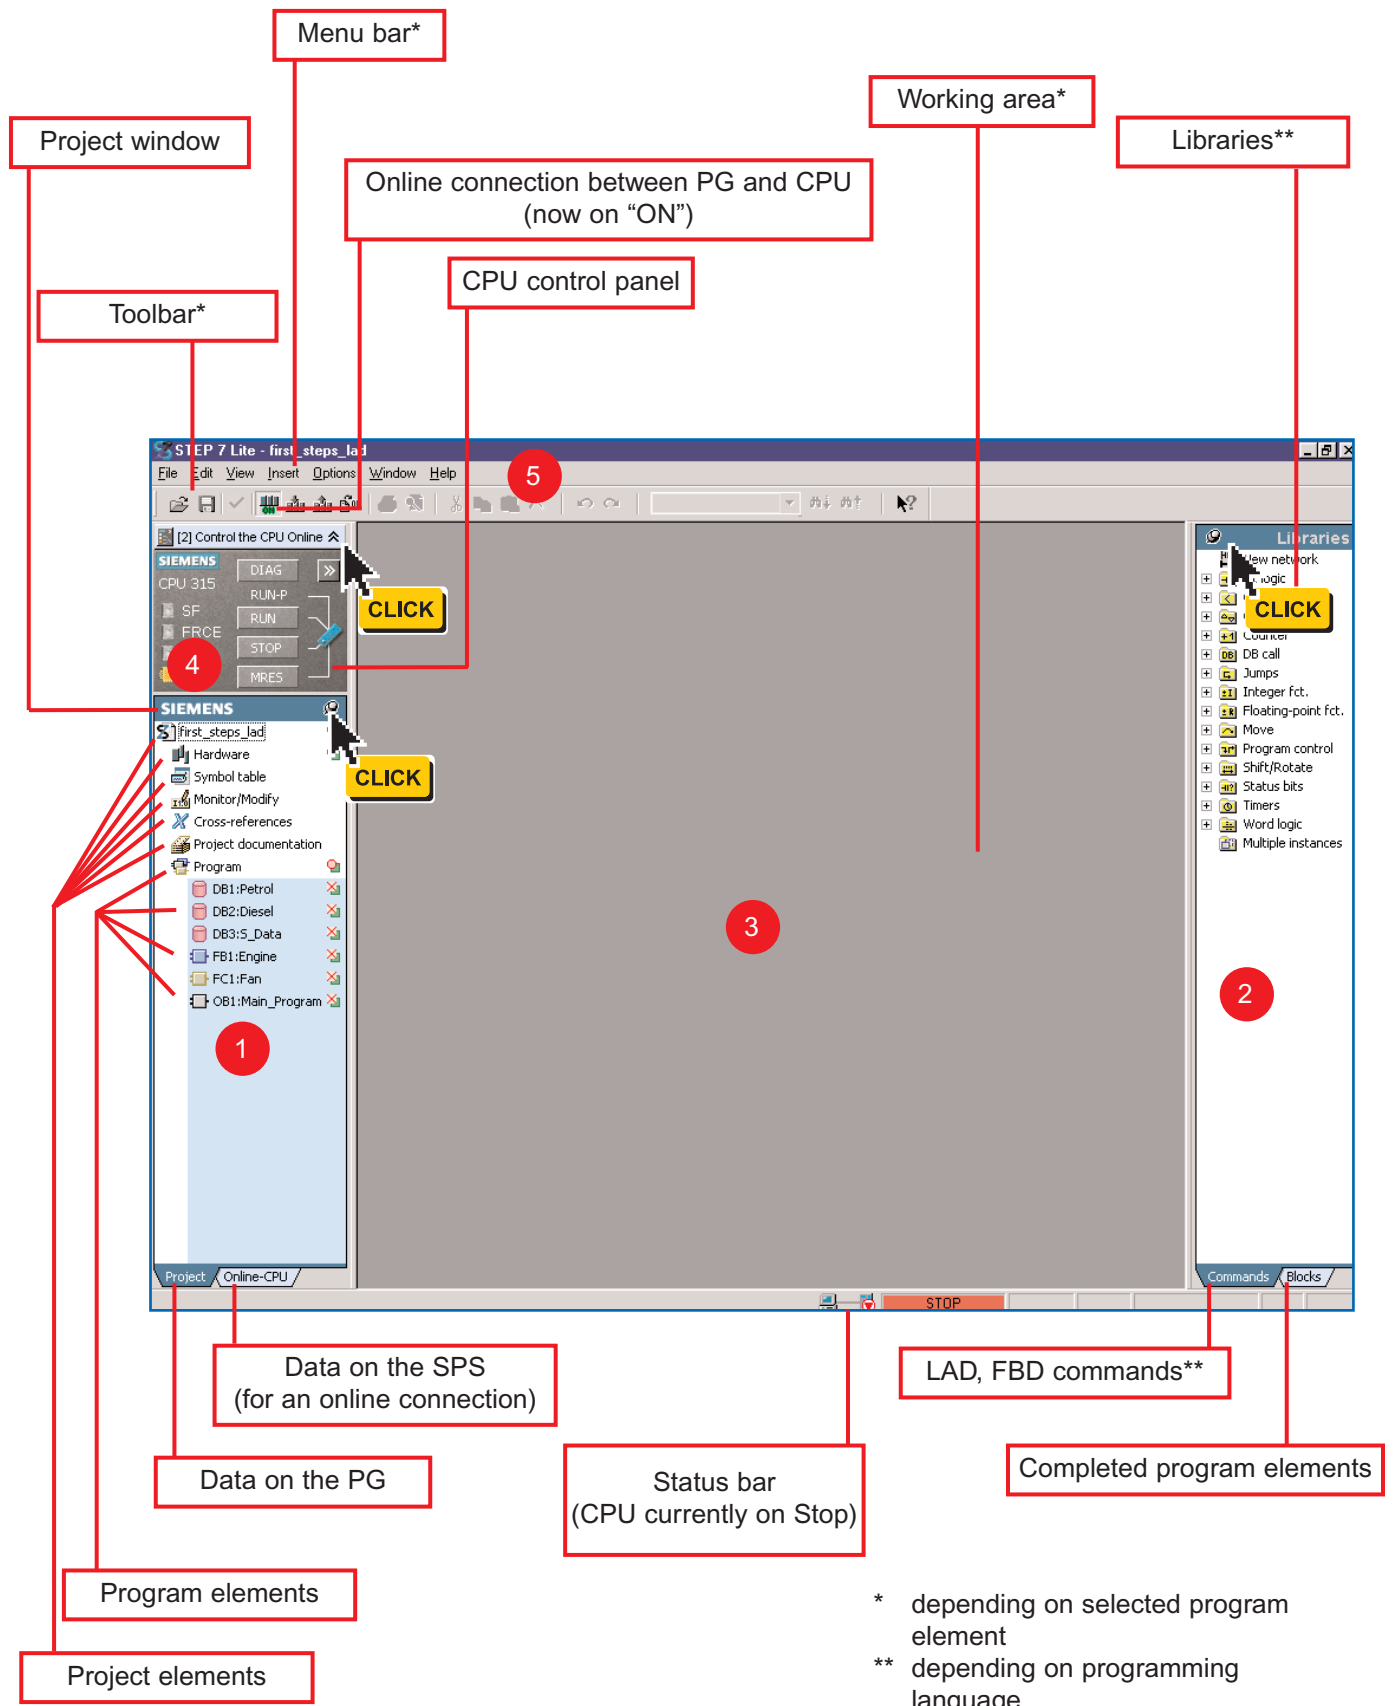 Menu bar*
Working area*
Project window
Libraries**
Online connection between PG and CPU
(now on “ON”)
CPU control panel
Toolbar*
STEP 7 Lite - first_steps_lad
File Edit View Insert Options Window Help
5
ON
[2] Control the CPU Online
SIEMENS
CPU 315
DIAG
RUN-P
SF
RUN
FRCE
STOP
4
MRES
CLICK
SIEMENS
first_steps_lad
Hardware
CLICK
Symbol table
Monitor/Modify
Cross-references
Project documentation
Program
DB1:Petrol
DB2:Diesel
DB3:S_Data
FB1:Engine
FC1:Fan
OB1:Main_Program
1
3
Project
Online-CPU
Libraries
New network
logic
CLICK
Counter
DB call
Jumps
Integer fct.
Floating-point fct.
Move
Program control
Shift/Rotate
Status bits
Timers
Word logic
Multiple instances
2
Commands
Blocks
STOP
Data on the SPS
(for an online connection)
LAD, FBD commands**
Data on the PG
Status bar
(CPU currently on Stop)
Completed program elements
Program elements
Project elements
* depending on selected program
element
** depending on programming
language